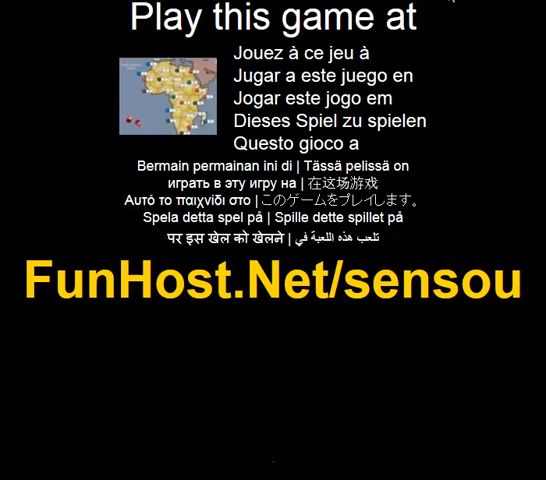 Play this game at
Jouez à ce jeu à
Jugar a este juego en
Jogar este jogo em
Dieses Spiel zu spielen
Questo gioco a
Bermain permainan ini di | Tässä pelissä on
играть в эту игру на | 在这场游戏
Αυτό το παιχνίδι στο | このゲームをプレイします。
Spela detta spel på | Spille dette spillet på
पर इस खेल को खेलने | تلعب هذه اللعبة في
FunHost.Net/sensou